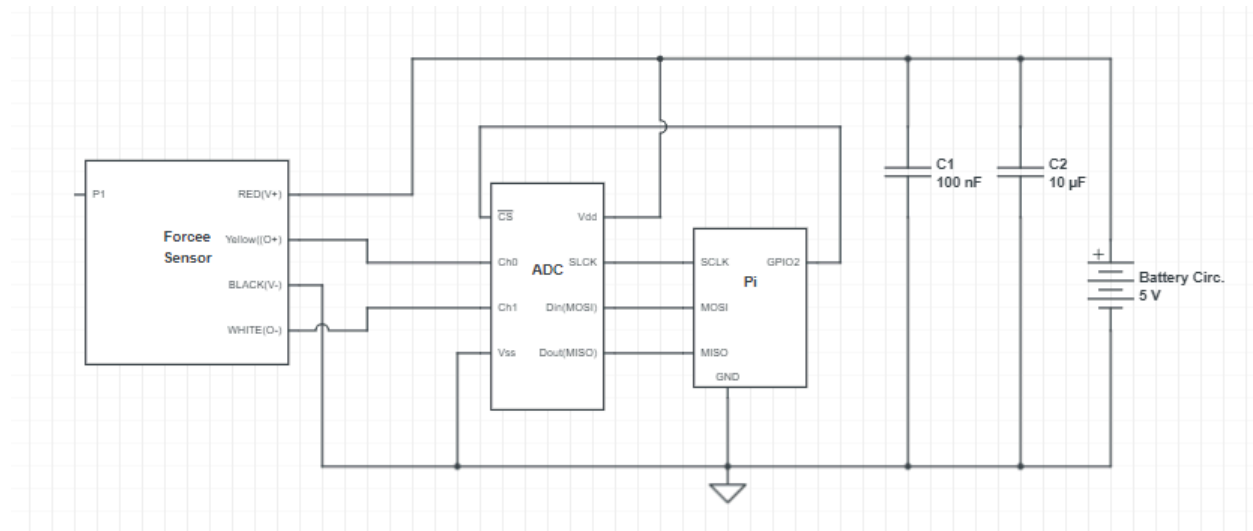 P1
Forcee
Sensor
RED(V+)
Yellow((O+)
BLACK(V-)
WHITE(O-)
CS
Ch0
Ch1
Vss
ADC
Vdd
SLCK
Din(MOSI)
Dout(MISO)
SCLK
MOSI
MISO
GND
Pi
GPIO2
C1
100 nF
C2
10 µF
+
Battery Circ.
5 V